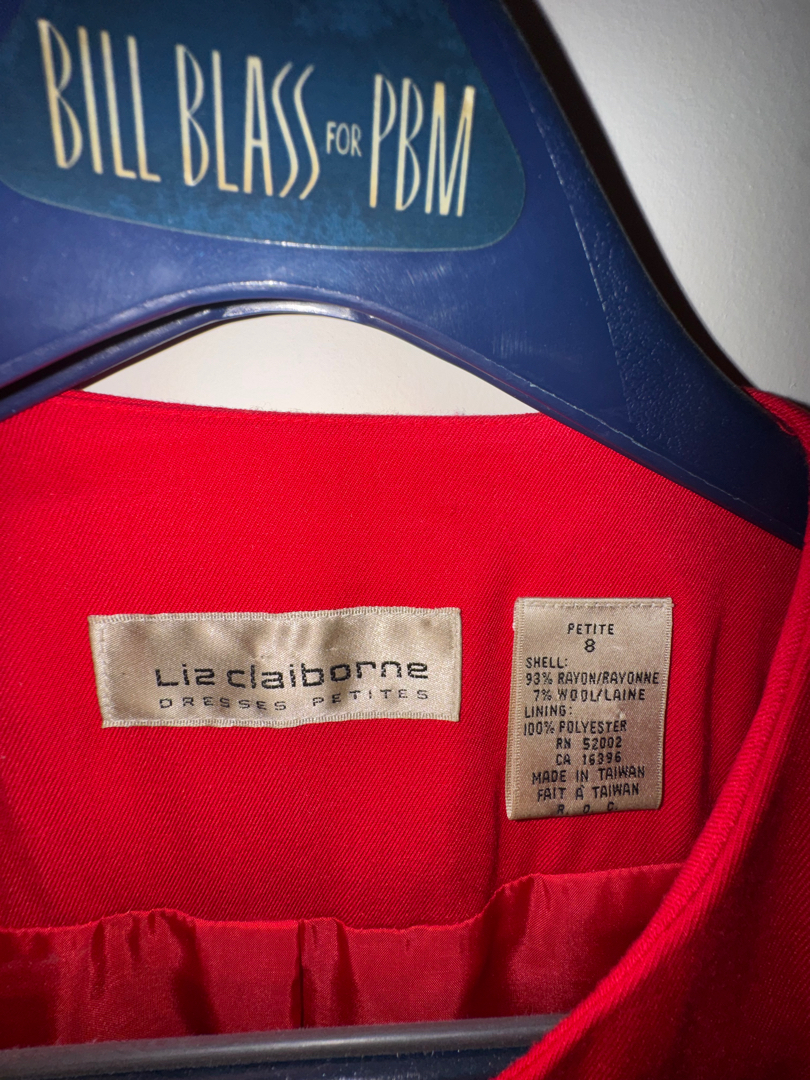 BILL BLASS FOR PBM
Liz claiborne
DRESSES PETITES
PETITE
8
SHELL:
93% RAYON/RAYONNE
7% WOOL/LAINE
LINING:
100% POLYESTER
RN 52002
CA 16396
MADE IN TAIWAN
FAIT À TAIWAN
R. O. C.